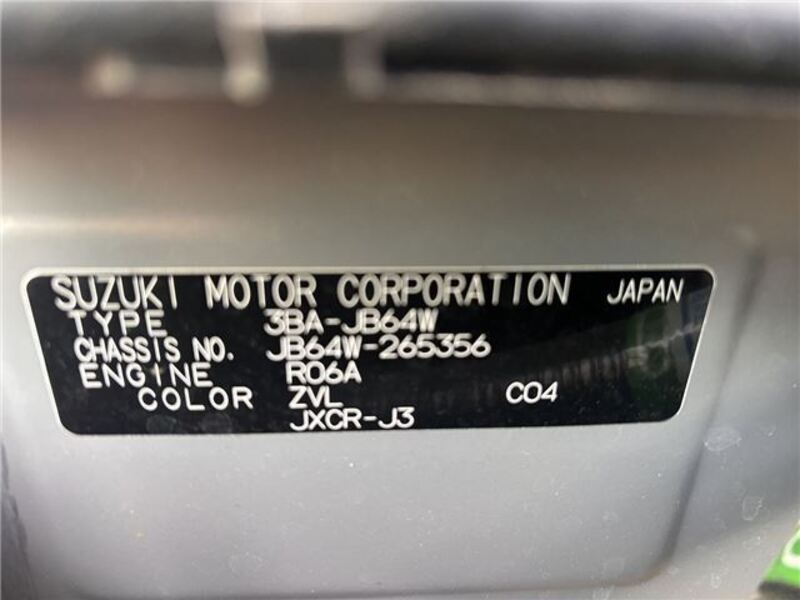 SUZUKI MOTOR CORPORATION JAPAN
TYPE 3BA-JB64W
CHASSIS NO. JB64W-265356
ENGINE R06A
COLOR ZVL C04
JXCR-J3